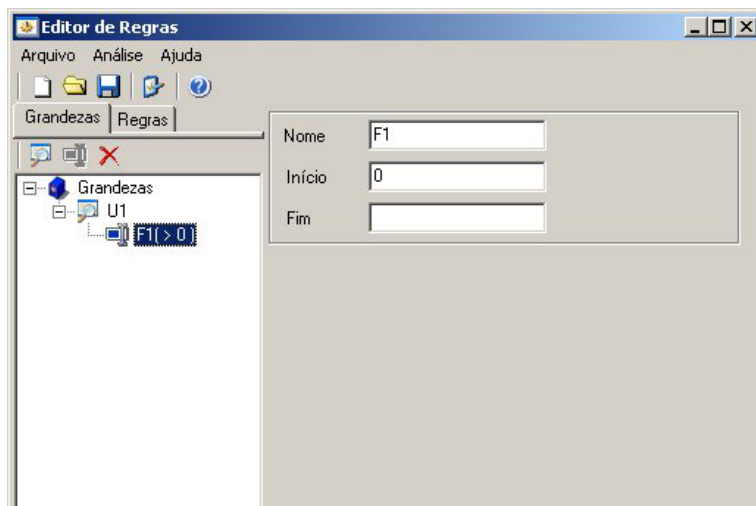 Editor de Regras
Arquivo Análise Ajuda
Grandezas Regras
Nome F1
Início 0
Fim
Grandezas
U1
F1( > 0 )